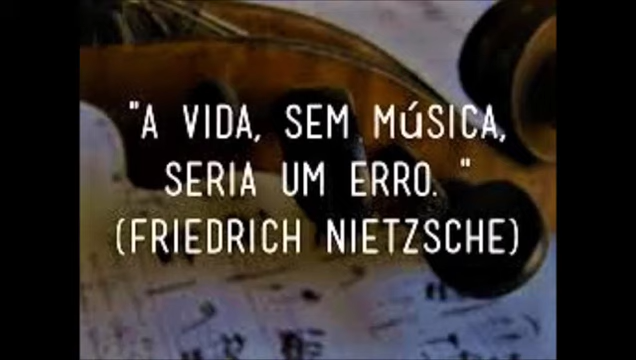 "A VIDA, SEM MúSICA,
SERIA UM ERRO. "
(FRIEDRICH NIETZSCHE)